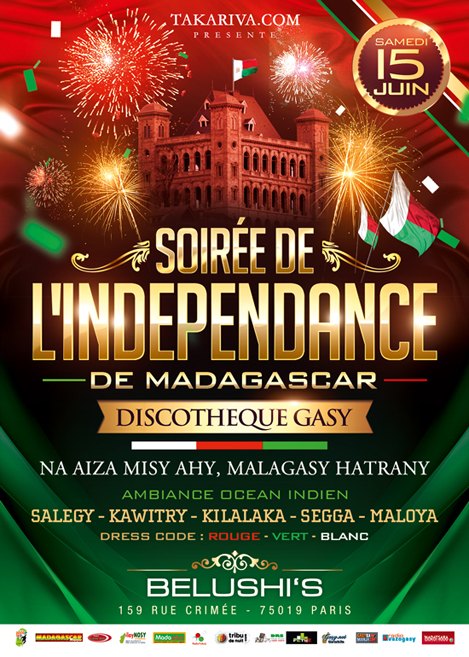 TAKARIVA.COM
PRESENTE
SAMEDI
15
JUIN
SOIRÉE DE
L'INDEPENDANCE
DE MADAGASCAR
DISCOTHEQUE GASY
NA AIZA MISY AHY, MALAGASY HATRANY
AMBIANCE OCEAN INDIEN
SALEGY - KAWITRY - KILALAKA - SEGGA - MALOYA
DRESS CODE : ROUGE - VERT - BLANC
BELUSHI'S
159 RUE CRIMÉE - 75019 PARIS
MADAGASCAR
tribu